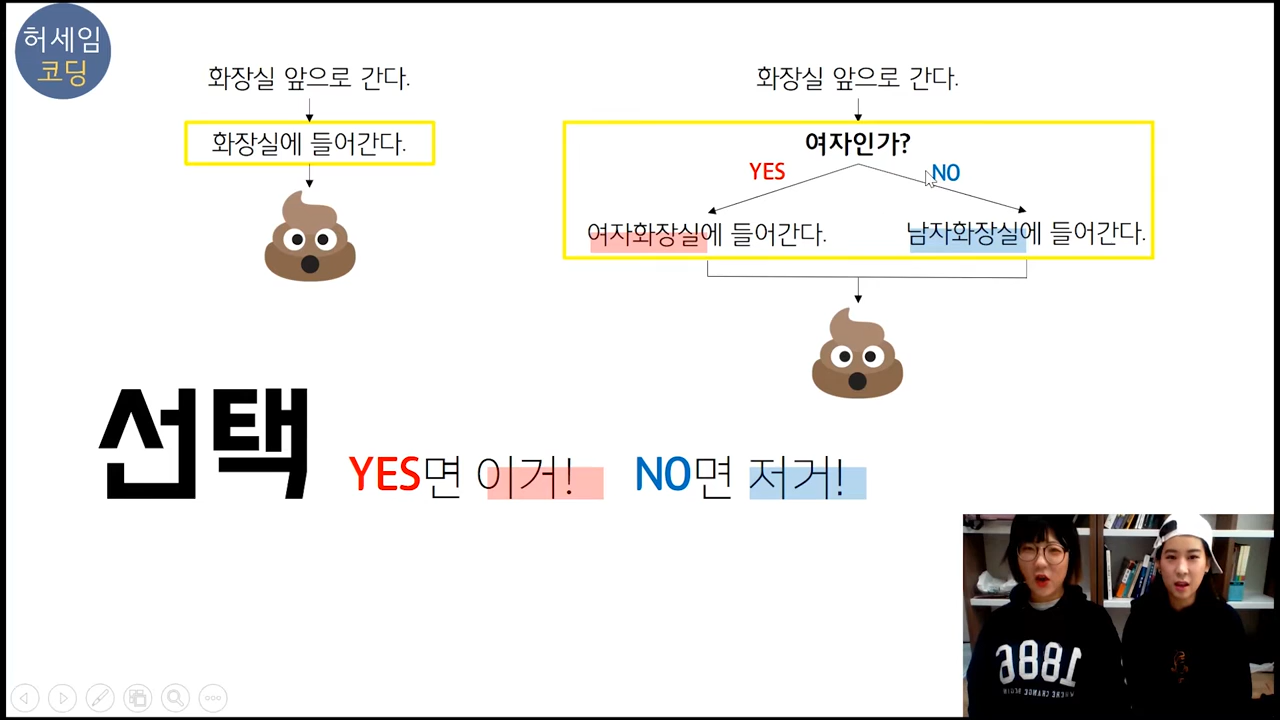 허세임
코딩
화장실 앞으로 간다.
화장실에 들어간다.
화장실 앞으로 간다.
여자인가?
YES
NO
여자화장실에 들어간다.
남자화장실에 들어간다.
선택
YES면 이거!
NO면 저거!
1886